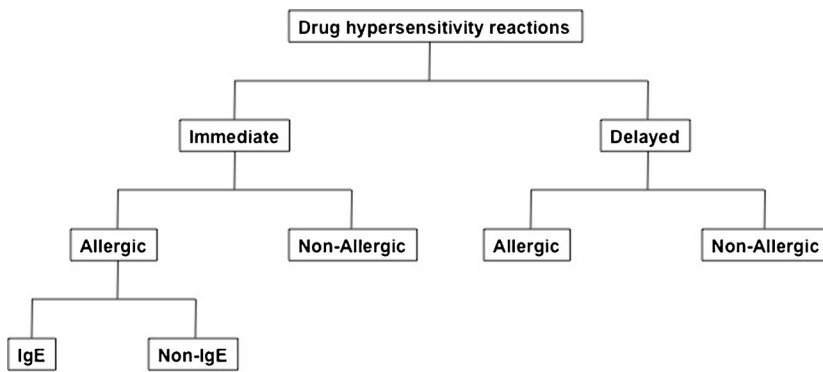 Drug hypersensitivity reactions
Immediate
Delayed
Allergic
Non-Allergic
Allergic
Non-Allergic
IgE
Non-IgE